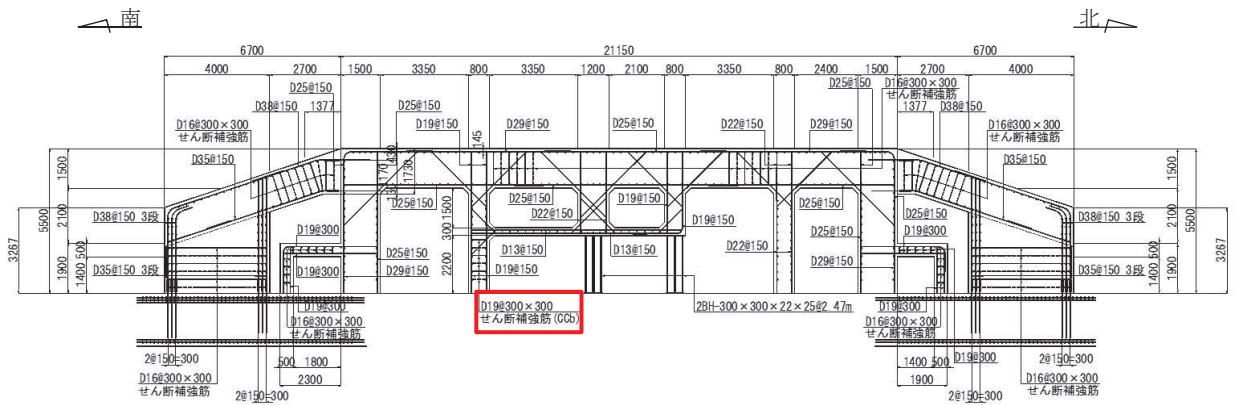 南
北
6700 21150 6700
4000 2700 1500 3350 800 3350 1200 2100 800 3350 800 2400 1500 2700 4000
D25@150 D25@150 D16@300×300
せん断補強筋
D38@150 1377 D25@150 1377 D38@150
D16@300×300 D19@150 145 D29@150 D25@150 D22@150 D29@150 D16@300×300
せん断補強筋 せん断補強筋
D35@150 430 D35@150
1500 170 1730 1500
5500 2100 D25@150 1500 D25@150 D19@150 D25@150 2100 5500
D38@150 3段 D22@150 D25@150 D38@150 3段
3267 D19@300 300 D19@150 D19@300 3267
D25@150 D13@150 D13@150 D25@150
1900 1400 500 D22@150 1400 500 1900
D35@150 3段 D19@300 D29@150 2200 D19@150 D29@150 D19@300 D35@150 3段
D19@300 D19@300×300 2BH-300×300×22×25@2 47m D19@300
せん断補強筋(CCb)
D16@300×300 D16@300×300
せん断補強筋 せん断補強筋
2@150=300 500 1800 1400 500 D19@300 2@150=300
D16@300×300 2300 1900 D16@300×300
せん断補強筋 せん断補強筋
2@150=300 2@150=300